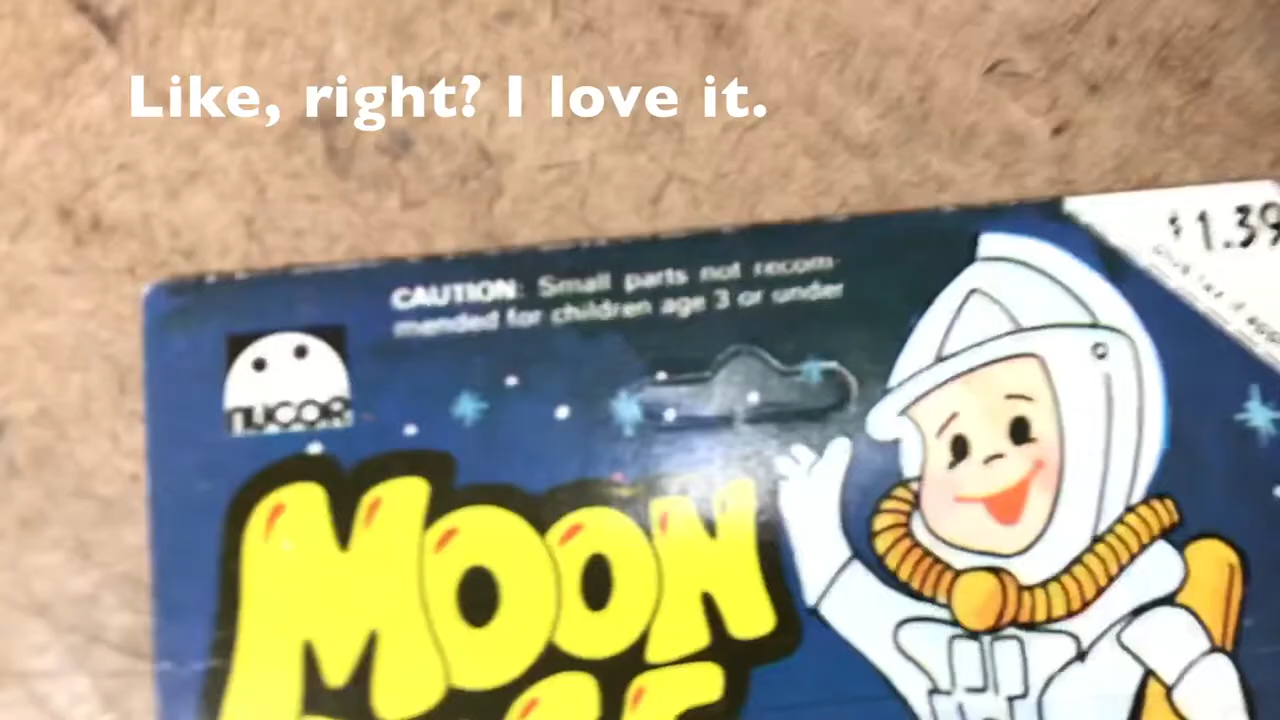 Like, right? I love it.
$1.39
CAUTION: Small parts not recom-
mended for children age 3 or under
NUCOR
MOON